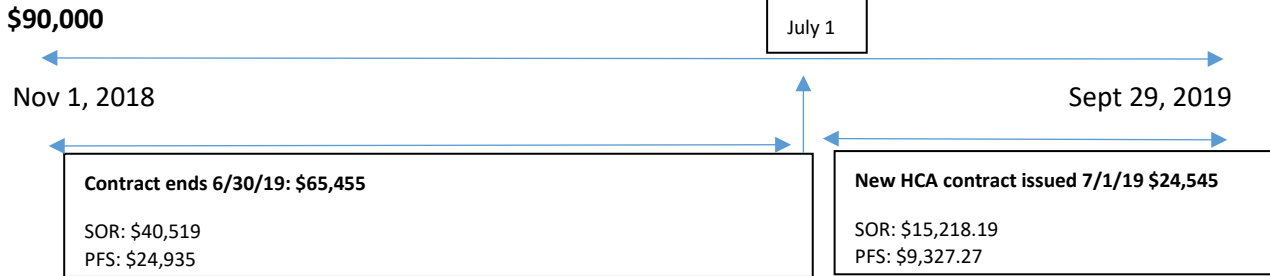 $90,000
July 1
Nov 1, 2018
Sept 29, 2019
Contract ends 6/30/19: $65,455
SOR: $40,519
PFS: $24,935
New HCA contract issued 7/1/19 $24,545
SOR: $15,218.19
PFS: $9,327.27